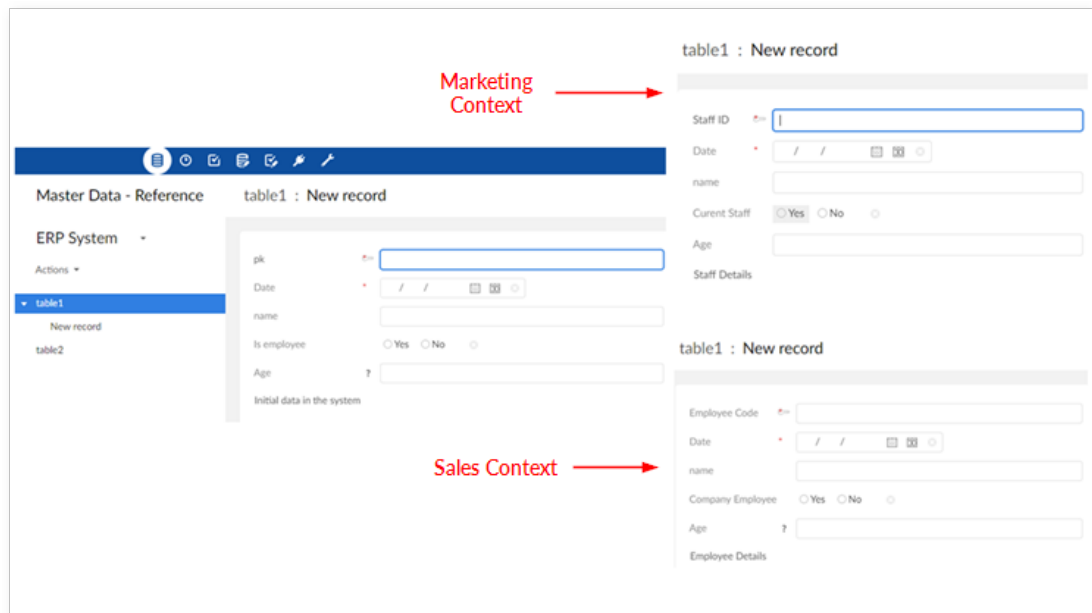 Marketing
Context
table1 : New record
Staff ID
Date * / /
name
Curent Staff Yes No
Age
Staff Details
Master Data - Reference
ERP System
Actions
table1
New record
table2
table1 : New record
pk
Date * / /
name
Is employee Yes No
Age ?
Initial data in the system
Sales Context
table1 : New record
Employee Code
Date * / /
name
Company Employee Yes No
Age ?
Employee Details